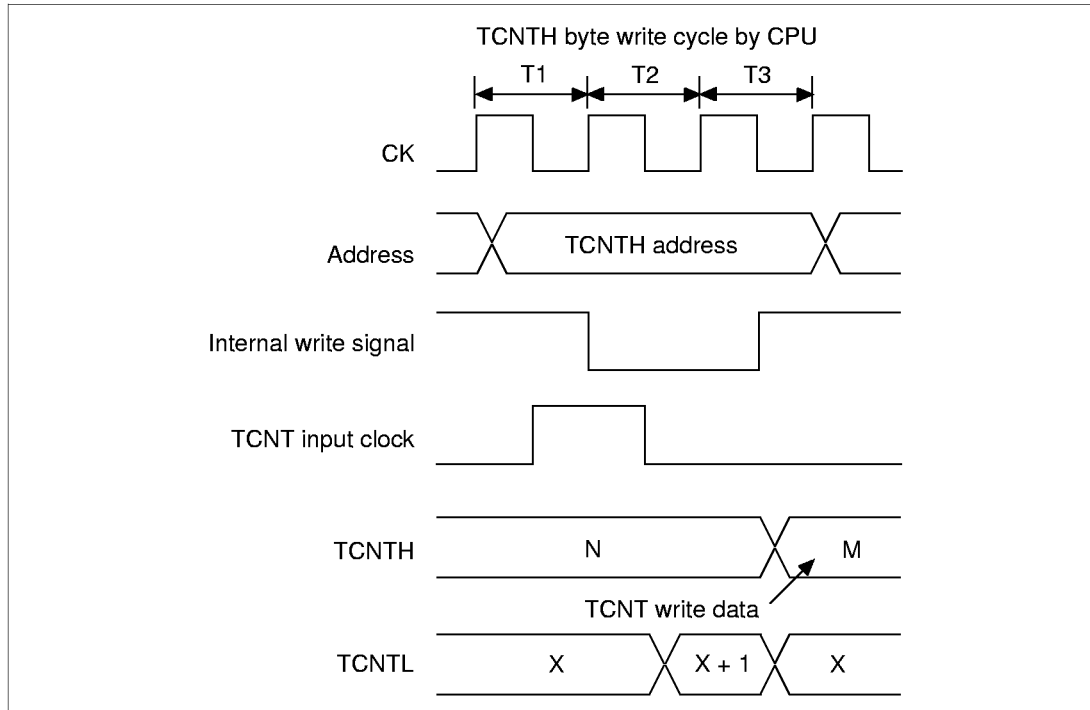 TCNTH byte write cycle by CPU
T1 T2 T3
CK
Address
TCNTH address
Internal write signal
TCNT input clock
TCNTH
N
M
TCNT write data
TCNTL
X
X + 1
X